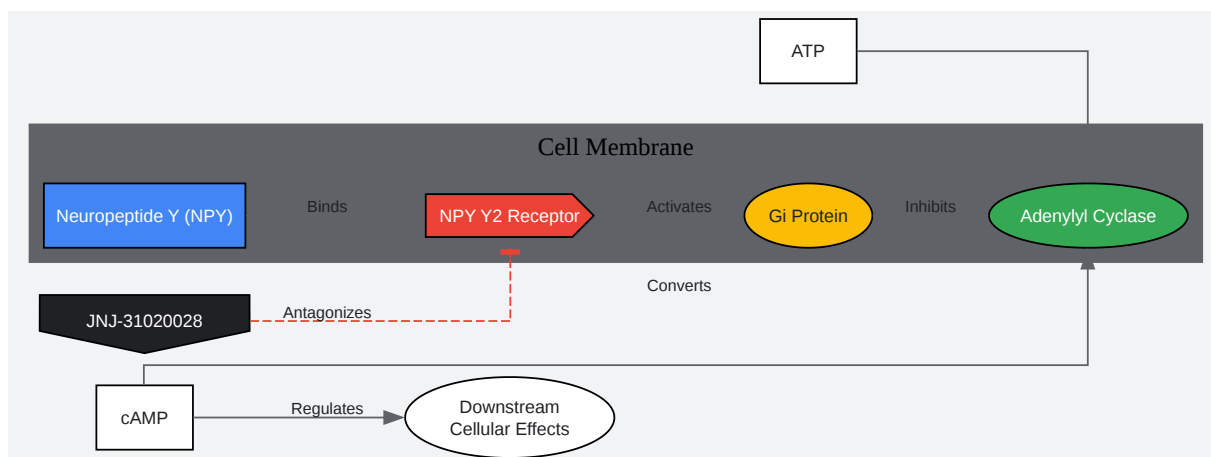 ATP
Cell Membrane
Neuropeptide Y (NPY)
Binds
NPY Y2 Receptor
Activates
Gi Protein
Inhibits
Adenylyl Cyclase
Converts
JNJ-31020028
Antagonizes
cAMP
Regulates
Downstream
Cellular Effects